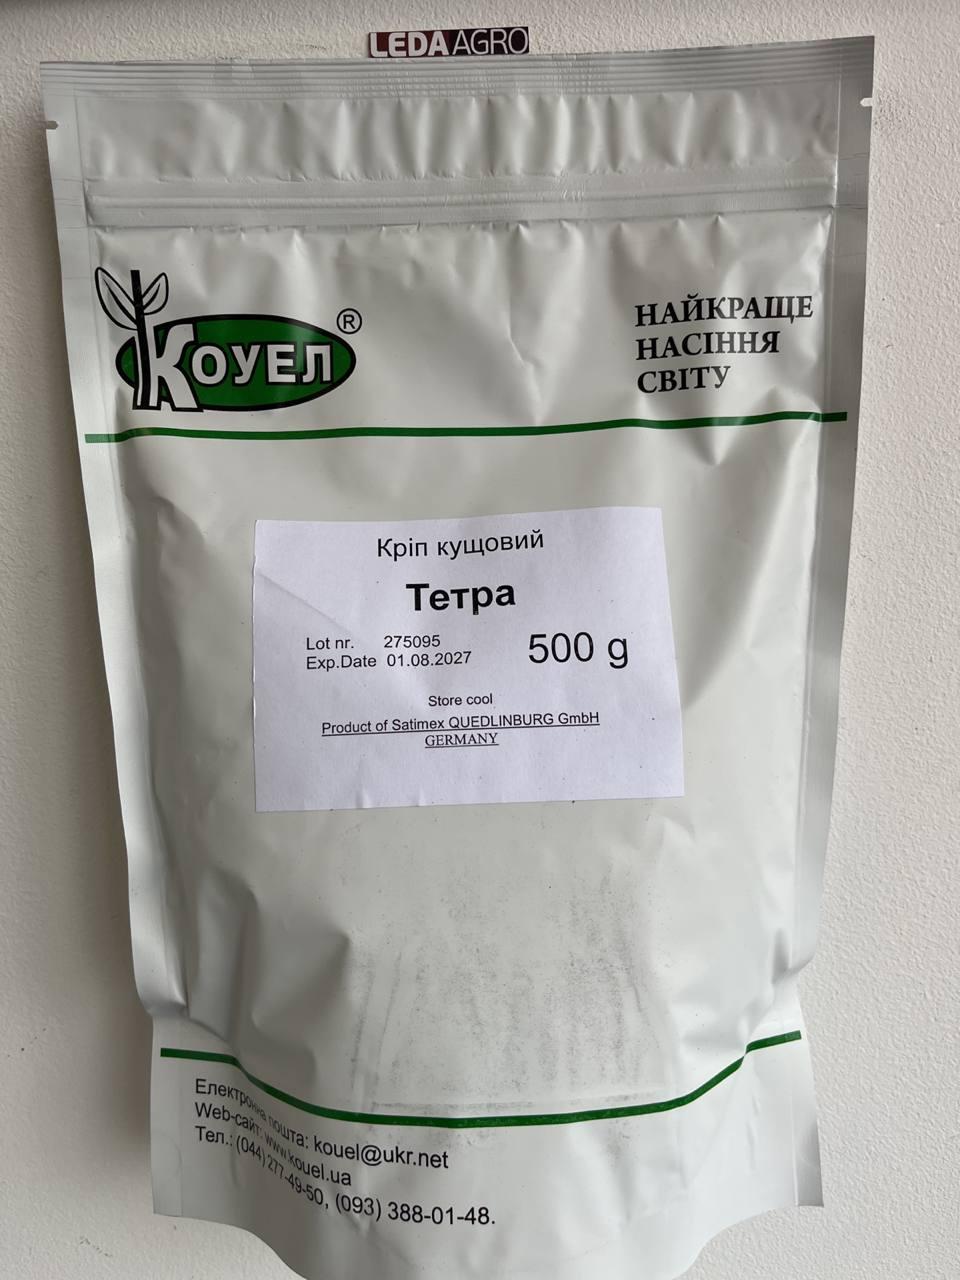 LEDAAGRO
КОУЕЛ ®
НАЙКРАЩЕ
НАСІННЯ
СВІТУ
Кріп кущовий
Тетра
Lot nr. 275095
Exp.Date 01.08.2027
500 g
Store cool
Product of Satimex QUEDLINBURG GmbH
GERMANY
Електронна пошта: kouel@ukr.net
Web-сайт: www.kouel.ua
Тел.: (044) 277-49-50, (093) 388-01-48.